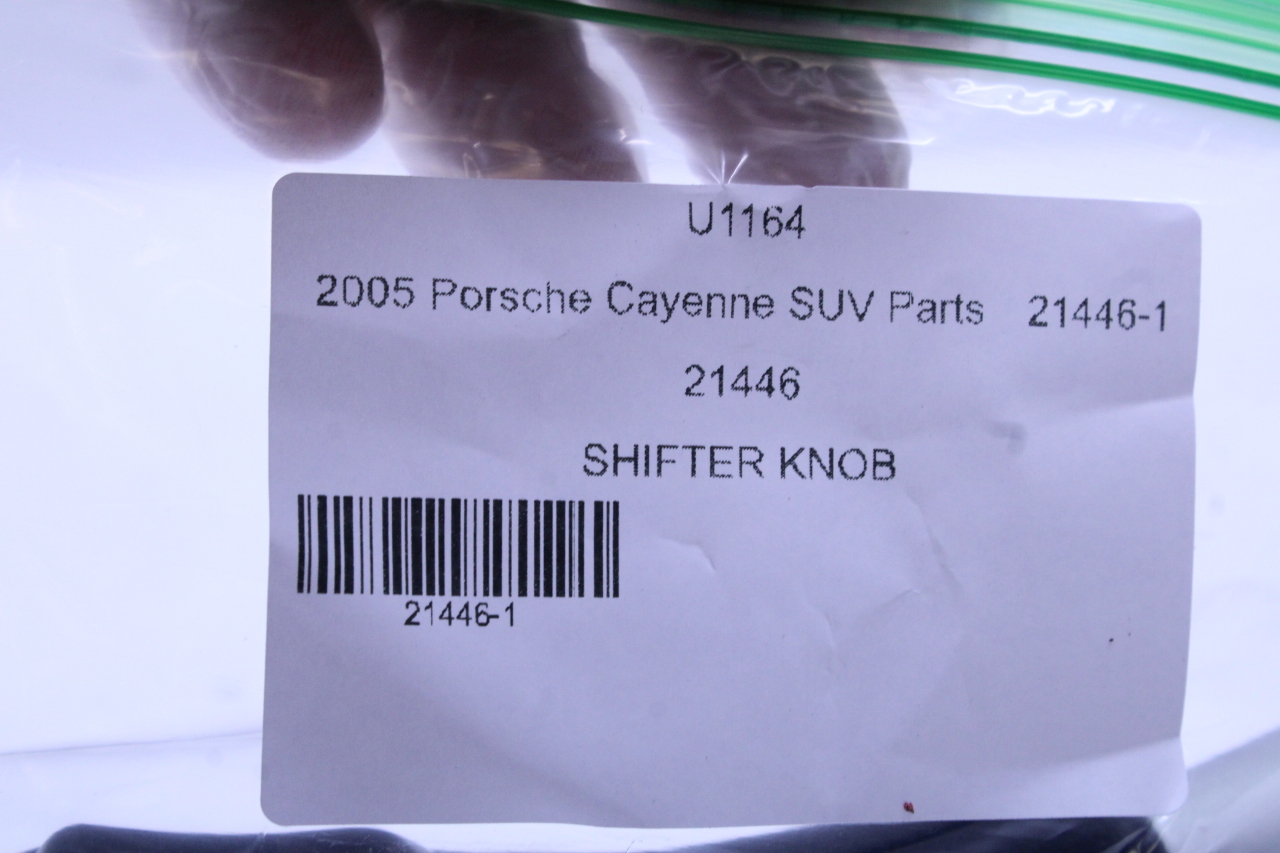 U1164
2005 Porsche Cayenne SUV Parts 21446-1
21446
SHIFTER KNOB
21446-1